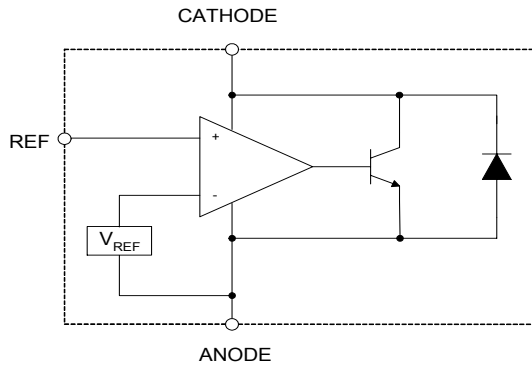 CATHODE
REF
+
-
VREF
ANODE